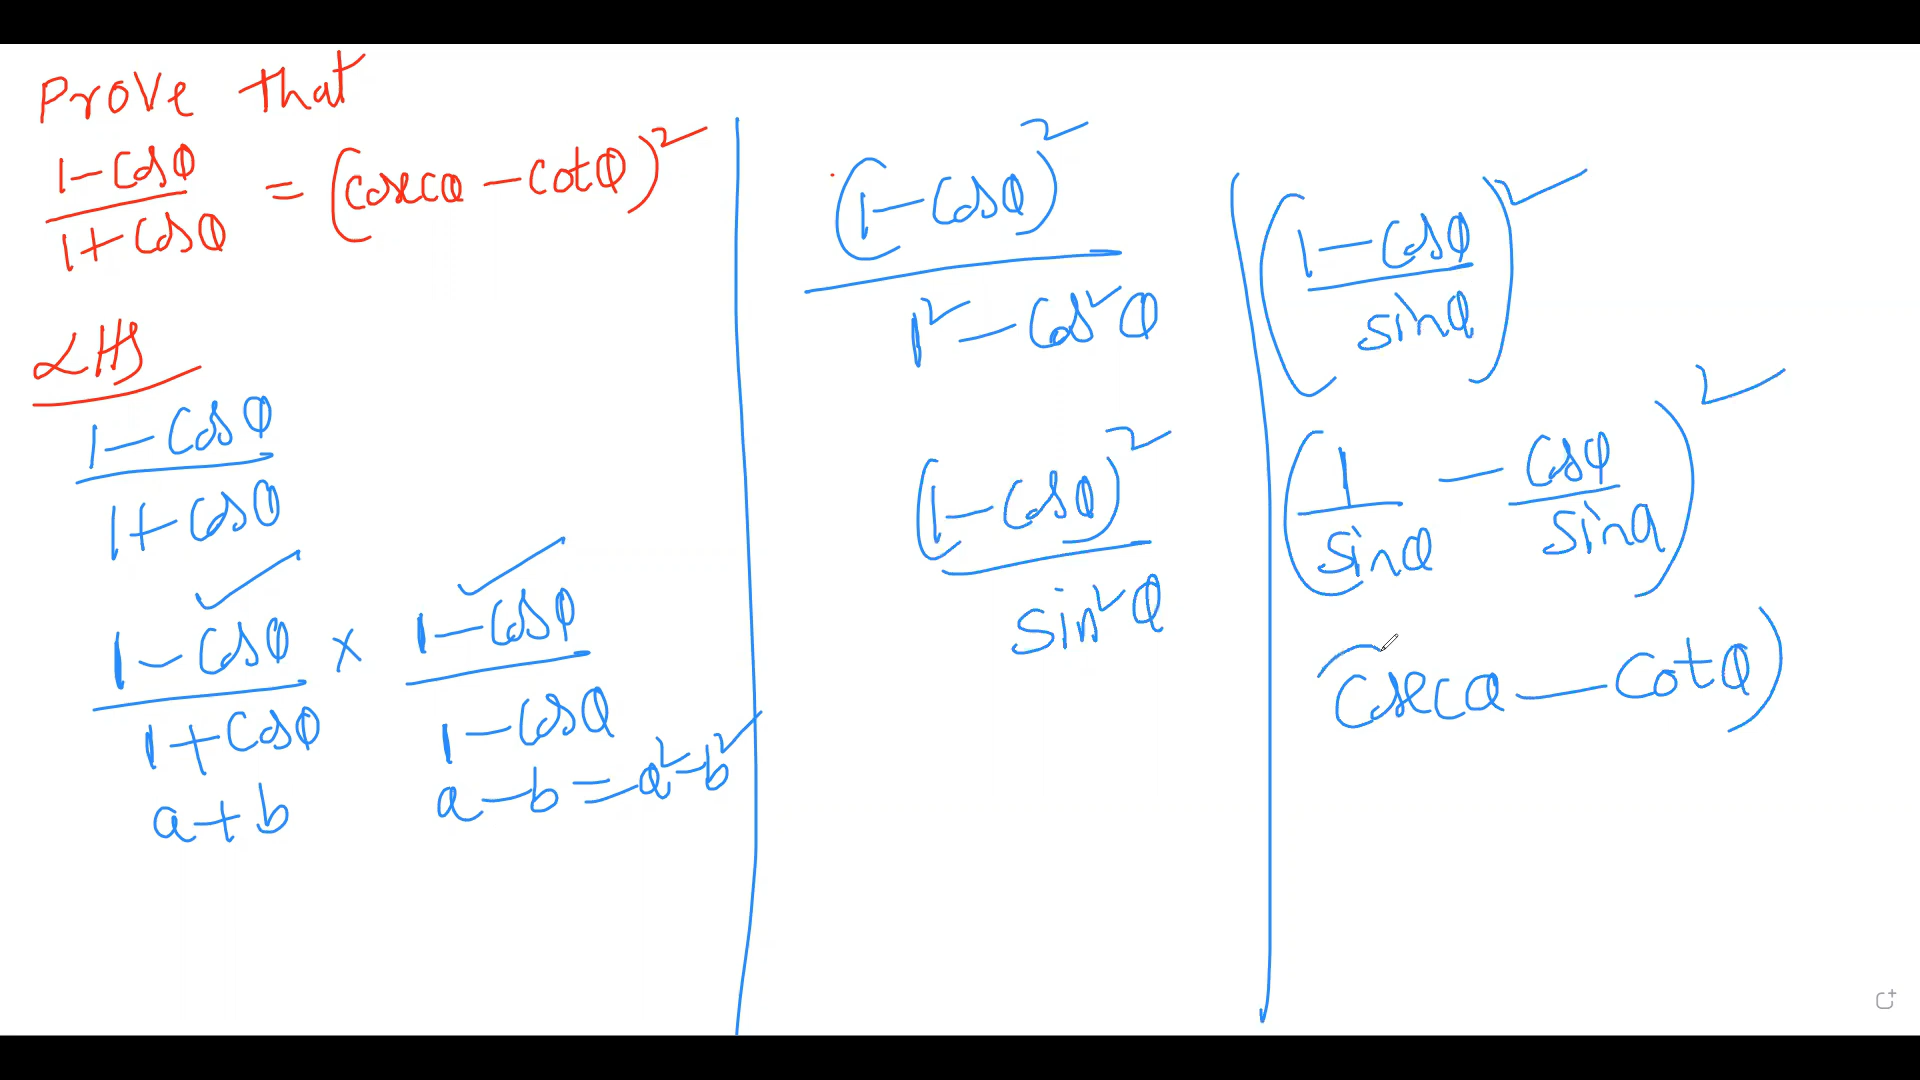 Prove that
(1 - cosθ)/(1 + cosθ) = (cosecθ - cotθ)²
LHS
(1 - cosθ)/(1 + cosθ)
(1 - cosθ)/(1 + cosθ) × (1 - cosθ)/(1 - cosθ)
a + b a - b = a² - b²
(1 - cosθ)²/(1² - cos²θ)
(1 - cosθ)²/sin²θ
((1 - cosθ)/sinθ)²
(1/sinθ - cosθ/sinθ)²
cosecθ - cotθ)